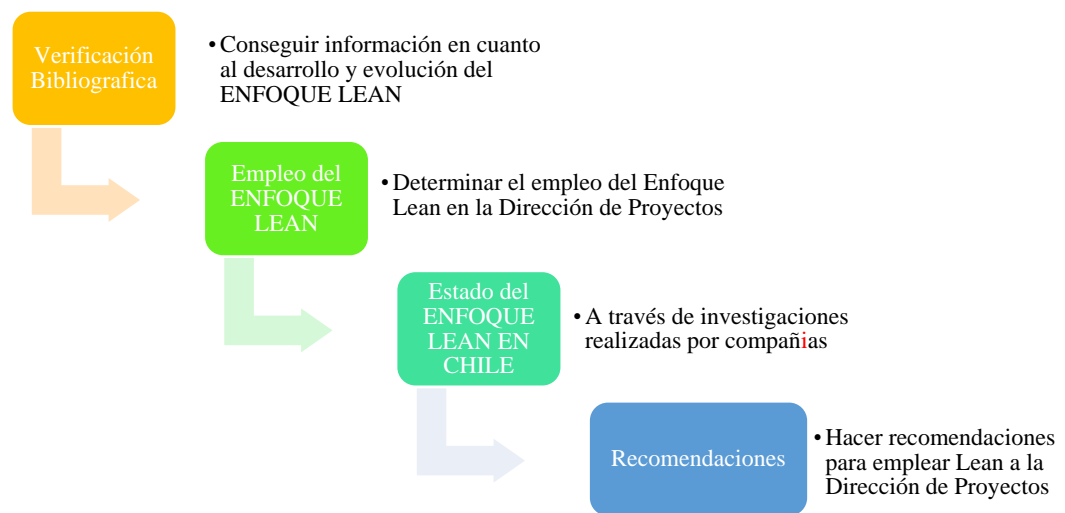 Verificación
Bibliografica
• Conseguir información en cuanto
al desarrollo y evolución del
ENFOQUE LEAN
Empleo del
ENFOQUE
LEAN
• Determinar el empleo del Enfoque
Lean en la Dirección de Proyectos
Estado del
ENFOQUE
LEAN EN
CHILE
• A través de investigaciones
realizadas por compañias
Recomendaciones
• Hacer recomendaciones
para emplear Lean a la
Dirección de Proyectos